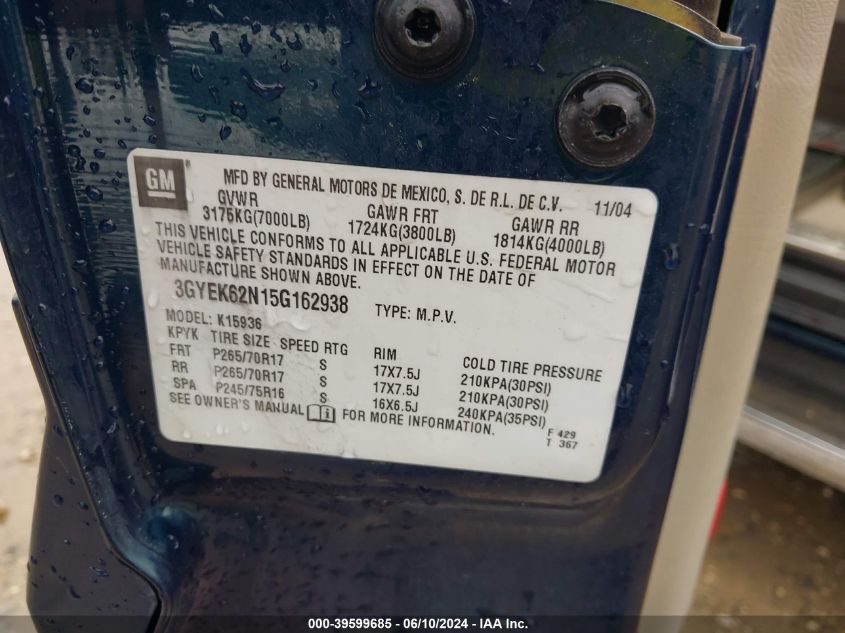 GM
MFD BY GENERAL MOTORS DE MEXICO, S. DE R.L. DE C.V. 11/04
GVWR GAWR FRT GAWR RR
3175KG(7000LB) 1724KG(3800LB) 1814KG(4000LB)
THIS VEHICLE CONFORMS TO ALL APPLICABLE U.S. FEDERAL MOTOR
VEHICLE SAFETY STANDARDS IN EFFECT ON THE DATE OF
MANUFACTURE SHOWN ABOVE.
3GYEK62N15G162938 TYPE: M.P.V.
MODEL: K15936
KPYK TIRE SIZE SPEED RTG RIM COLD TIRE PRESSURE
FRT P265/70R17 S 17X7.5J 210KPA(30PSI)
RR P265/70R17 S 17X7.5J 210KPA(30PSI)
SPA P245/75R16 S 16X6.5J 240KPA(35PSI)
SEE OWNER'S MANUAL i FOR MORE INFORMATION.
F 429
T 367
000-39599685 - 06/10/2024 - IAA Inc.